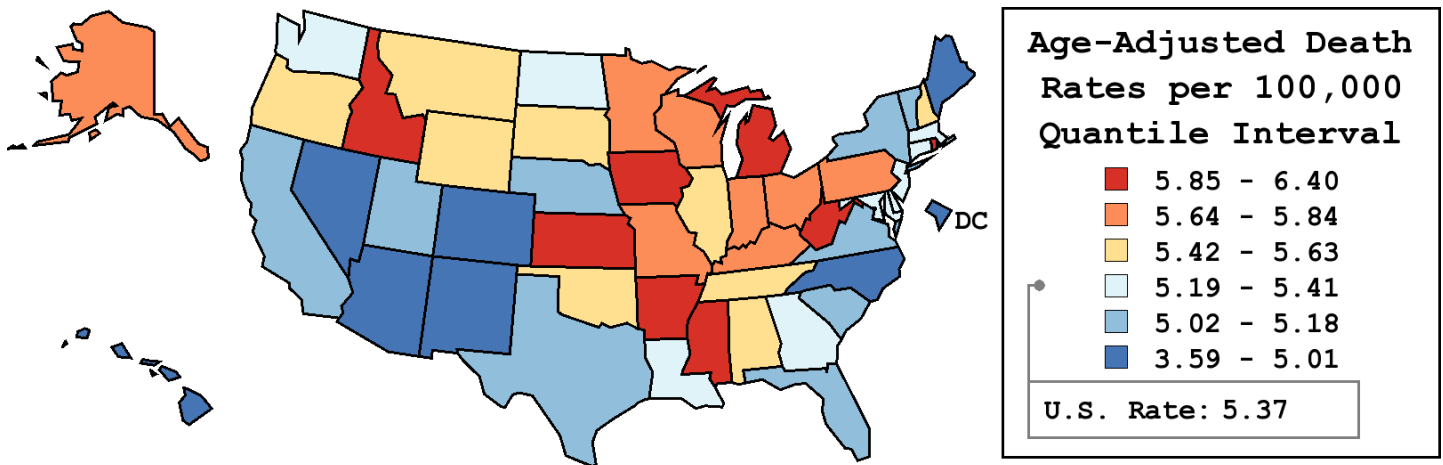 Age-Adjusted Death
Rates per 100,000
Quantile Interval
5.85 - 6.40
5.64 - 5.84
5.42 - 5.63
5.19 - 5.41
5.02 - 5.18
3.59 - 5.01
U.S. Rate: 5.37
DC